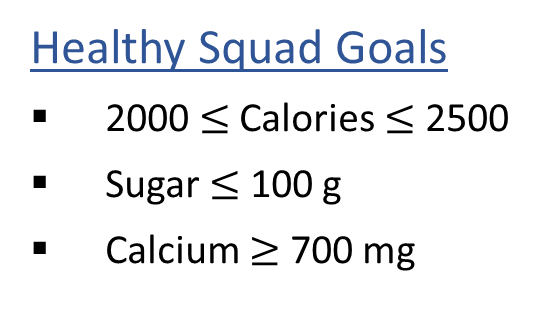 Healthy Squad Goals
▪ 2000 ≤ Calories ≤ 2500
▪ Sugar ≤ 100 g
▪ Calcium ≥ 700 mg